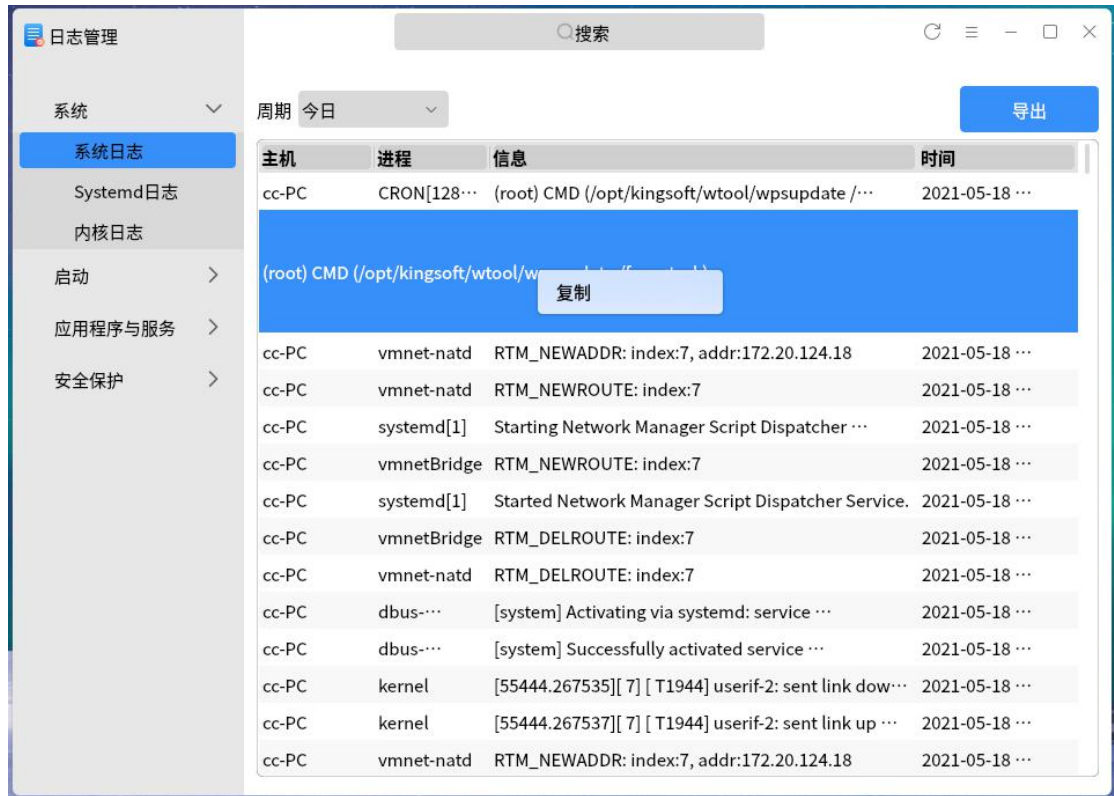 日志管理
搜索
系统
系统日志
Systemd日志
内核日志
启动
应用程序与服务
安全保护
周期 今日
导出
主机 进程 信息 时间
cc-PC CRON[128··· (root) CMD (/opt/kingsoft/wtool/wpsupdate /··· 2021-05-18 ···
(root) CMD (/opt/kingsoft/wtool/w
复制
cc-PC vmnet-natd RTM_NEWADDR: index:7, addr:172.20.124.18 2021-05-18 ···
cc-PC vmnet-natd RTM_NEWROUTE: index:7 2021-05-18 ···
cc-PC systemd[1] Starting Network Manager Script Dispatcher ··· 2021-05-18 ···
cc-PC vmnetBridge RTM_NEWROUTE: index:7 2021-05-18 ···
cc-PC systemd[1] Started Network Manager Script Dispatcher Service. 2021-05-18 ···
cc-PC vmnetBridge RTM_DELROUTE: index:7 2021-05-18 ···
cc-PC vmnet-natd RTM_DELROUTE: index:7 2021-05-18 ···
cc-PC dbus-··· [system] Activating via systemd: service ··· 2021-05-18 ···
cc-PC dbus-··· [system] Successfully activated service ··· 2021-05-18 ···
cc-PC kernel [55444.267535][ 7] [ T1944] userif-2: sent link dow··· 2021-05-18 ···
cc-PC kernel [55444.267537][ 7] [ T1944] userif-2: sent link up ··· 2021-05-18 ···
cc-PC vmnet-natd RTM_NEWADDR: index:7, addr:172.20.124.18 2021-05-18 ···